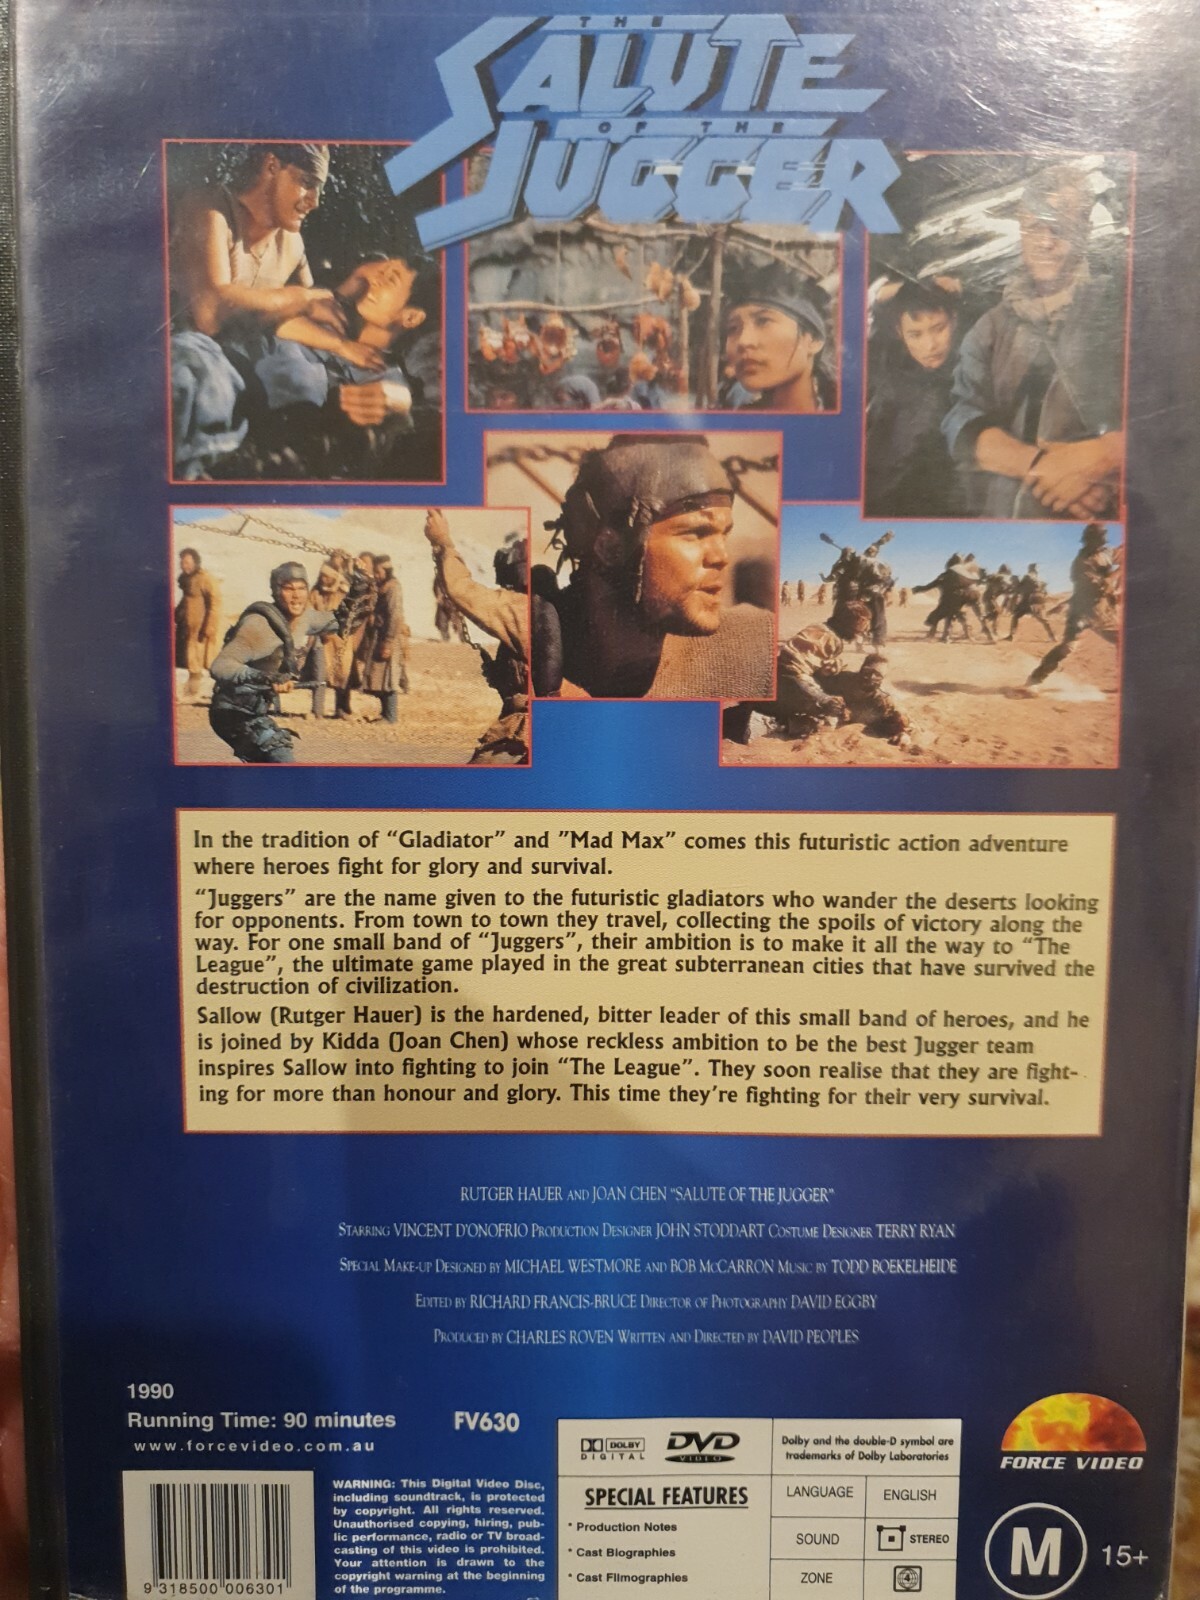 THE
SALUTE
OF THE
JUGGER
In the tradition of “Gladiator” and ”Mad Max” comes this futuristic action adventure
where heroes fight for glory and survival.
“Juggers” are the name given to the futuristic gladiators who wander the deserts looking
for opponents. From town to town they travel, collecting the spoils of victory along the
way. For one small band of “Juggers”, their ambition is to make it all the way to “The
League”, the ultimate game played in the great subterranean cities that have survived the
destruction of civilization.
Sallow (Rutger Hauer) is the hardened, bitter leader of this small band of heroes, and he
is joined by Kidda (Joan Chen) whose reckless ambition to be the best Jugger team
inspires Sallow into fighting to join “The League”. They soon realise that they are fight-
ing for more than honour and glory. This time they’re fighting for their very survival.
RUTGER HAUER AND JOAN CHEN “SALUTE OF THE JUGGER”
STARRING VINCENT D'ONOFRIO PRODUCTION DESIGNER JOHN STODDART COSTUME DESIGNER TERRY RYAN
SPECIAL MAKE-UP DESIGNED BY MICHAEL WESTMORE AND BOB McCARRON MUSIC BY TODD BOEKELHEIDE
EDITED BY RICHARD FRANCIS-BRUCE DIRECTOR OF PHOTOGRAPHY DAVID EGGBY
PRODUCED BY CHARLES ROVEN WRITTEN AND DIRECTED BY DAVID PEOPLES
1990
Running Time: 90 minutes
FV630
www.forcevideo.com.au
9 318500 006301
WARNING: This Digital Video Disc,
including soundtrack, is protected
by copyright. All rights reserved.
Unauthorised copying, hiring, pub-
lic performance, radio or TV broad-
casting of this video is prohibited.
Your attention is drawn to the
copyright warning at the beginning
of the programme.
DOLBY
DIGITAL
DVD
VIDEO
Dolby and the double-D symbol are
trademarks of Dolby Laboratories
SPECIAL FEATURES
* Production Notes
* Cast Biographies
* Cast Filmographies
LANGUAGE ENGLISH
SOUND STEREO
ZONE 4
FORCE VIDEO
M 15+